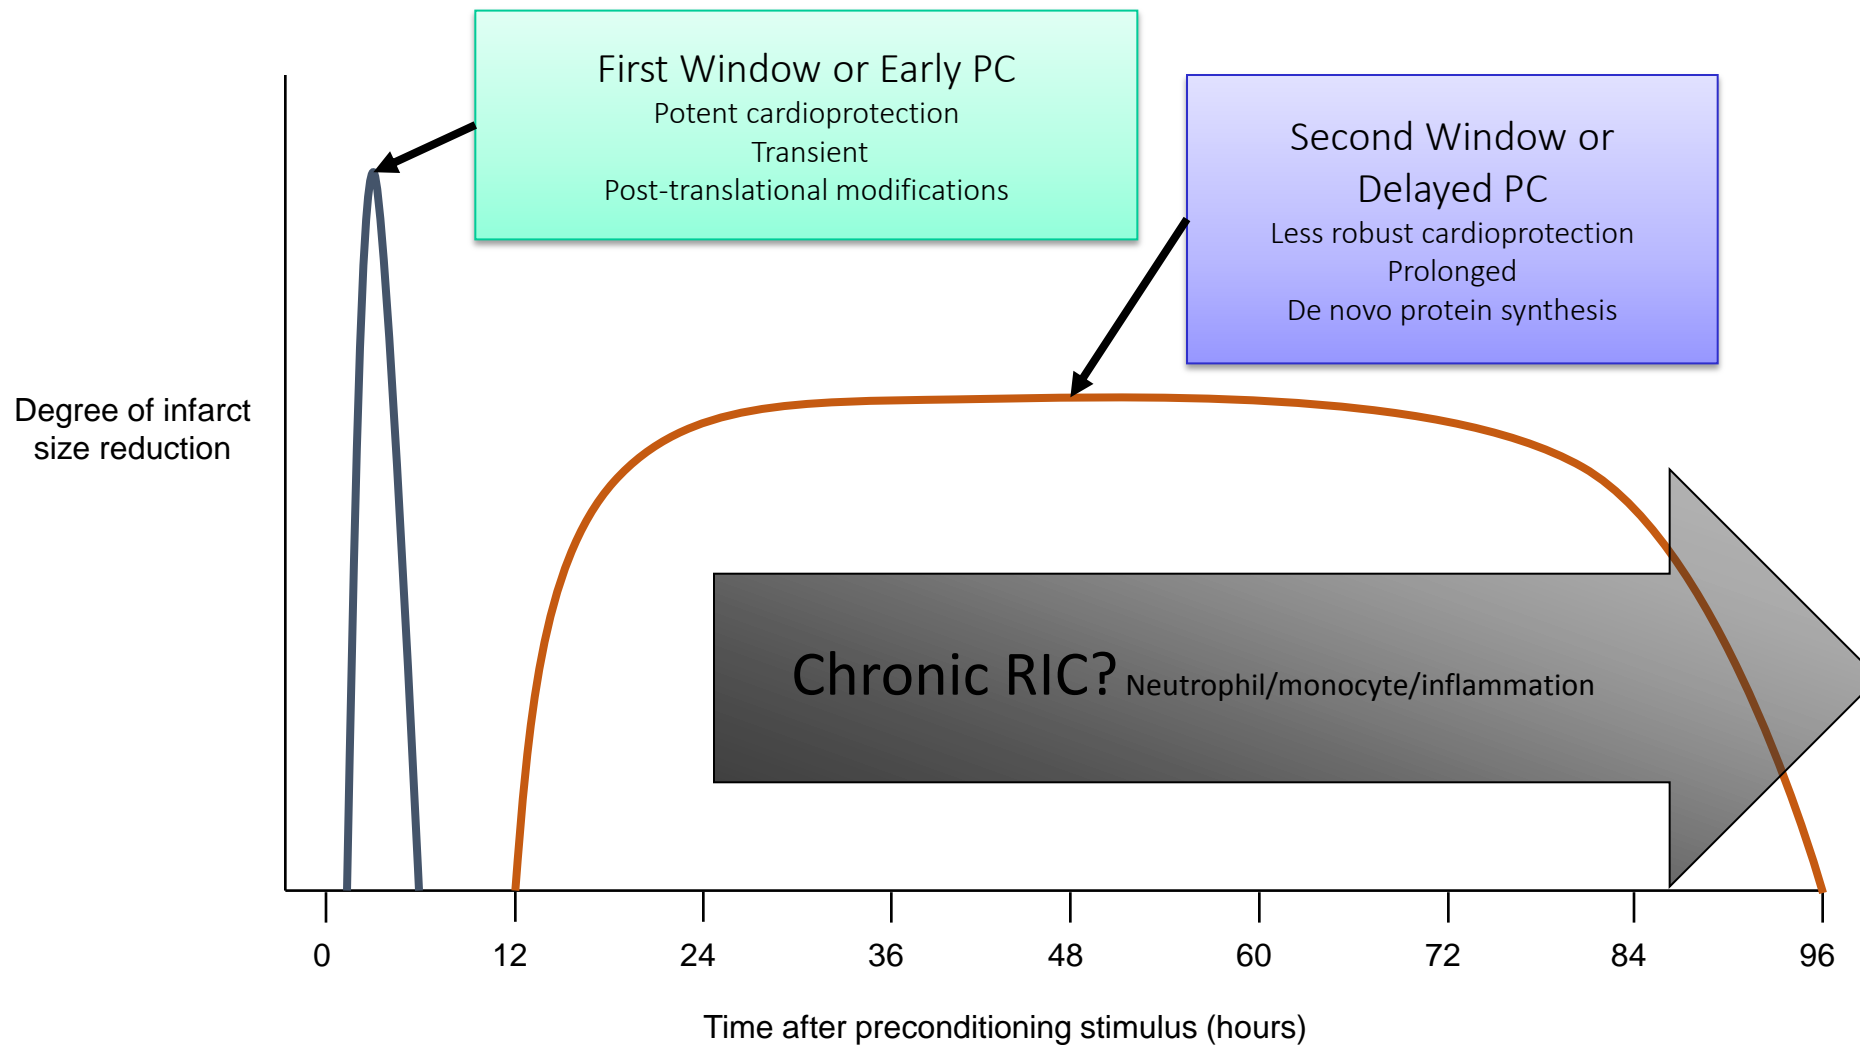 First Window or Early PC
Potent cardioprotection
Transient
Post-translational modifications
Second Window or
Delayed PC
Less robust cardioprotection
Prolonged
De novo protein synthesis
Degree of infarct
size reduction
Chronic RIC? Neutrophil/monocyte/inflammation
0 12 24 36 48 60 72 84 96
Time after preconditioning stimulus (hours)